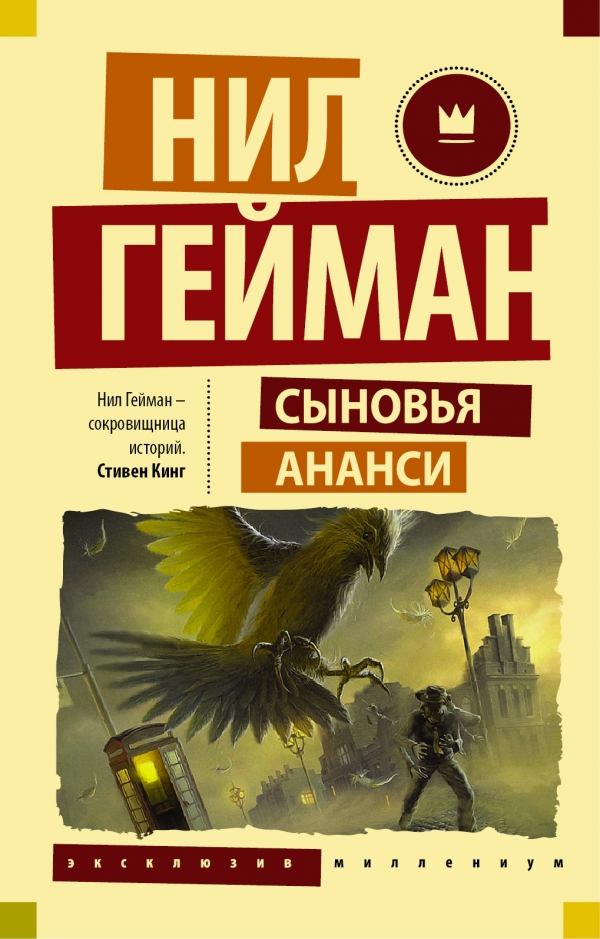 НИЛ
ГЕЙМАН
Нил Гейман –
сокровищница
историй.
Стивен Кинг
СЫНОВЬЯ
АНАНСИ
эксклюзив миллениум